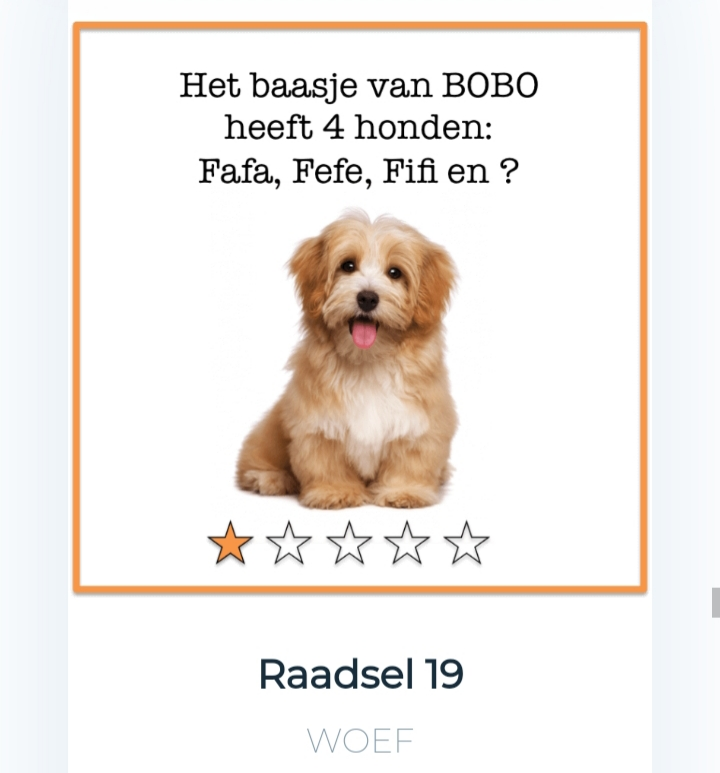 Het baasje van BOBO
heeft 4 honden:
Fafa, Fefe, Fifi en ?
Raadsel 19
WOEF